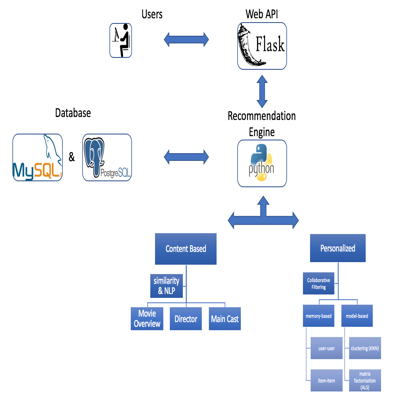 Users
Web API
Flask
Database
Recommendation
Engine
MySQL
&
PostgreSQL
python
Content Based
similarity
& NLP
Movie
Overview
Director
Main Cast
Personalized
Collaborative
Filtering
memory-based
model-based
user-user
clustering (KNN)
item-item
matrix
factorization
(ALS)